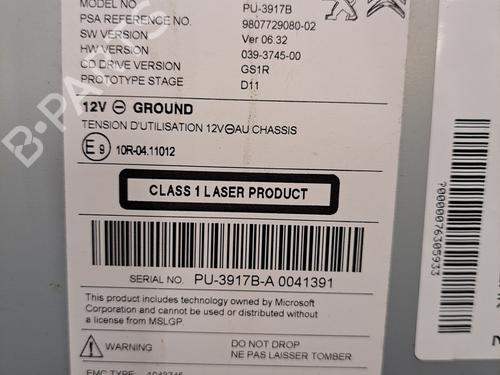 MODEL NO PU-3917B
PSA REFERENCE NO. 9807729080-02
SW VERSION Ver 06.32
HW VERSION 039-3745-00
CD DRIVE VERSION GS1R
PROTOTYPE STAGE D11
12V ⊖ GROUND
TENSION D'UTILISATION 12V⊖AU CHASSIS
E9 10R-04.11012
CLASS 1 LASER PRODUCT
SERIAL NO. PU-3917B-A 0041391
This product includes technology owned by Microsoft
Corporation and cannot be used or distributed without
a license from MSLGP.
WARNING DO NOT DROP
NE PAS LAISSER TOMBER
EMC TYPE 4043745
B-PARTS